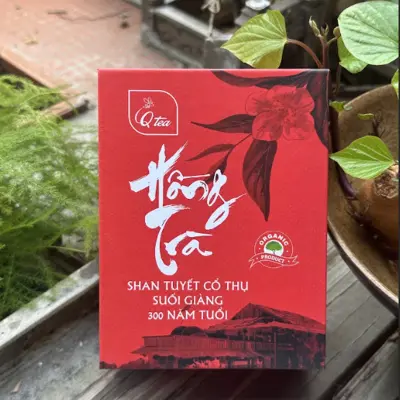 Q tea
Hồng
Trà
ORGANIC
PRODUCT
SHAN TUYẾT CỔ THỤ
SUỐI GIÀNG
300 NĂM TUỔI